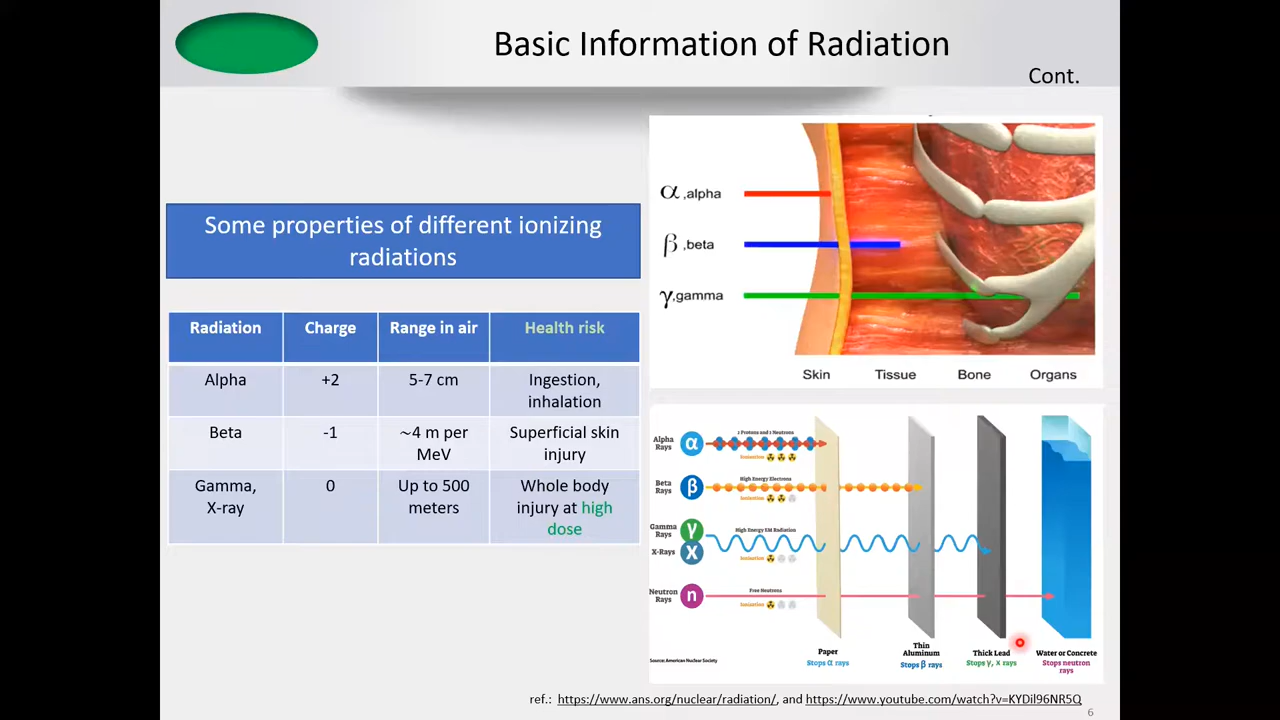 Basic Information of Radiation
Cont.
Some properties of different ionizing
radiations
Radiation Charge Range in air Health risk
Alpha +2 5-7 cm Ingestion,
inhalation
Beta -1 ~4 m per
MeV
Superficial skin
injury
Gamma,
X-ray
0
Up to 500
meters
Whole body
injury at high
dose
α ,alpha
β ,beta
γ,gamma
Skin Tissue Bone Organs
Alpha
Rays
α
2 Protons and 2 Neutrons
Ionisation
Beta
Rays
β
High Energy Electrons
Ionisation
Gamma
Rays
γ
X-Rays
X
High Energy EM Radiation
Ionisation
Neutron
Rays
n
Free Neutrons
Ionisation
Paper
Stops α rays
Thin
Aluminum
Stops β rays
Thick Lead
Stops γ, x rays
Water or Concrete
Stops neutron
rays
Source: American Nuclear Society
ref.: https://www.ans.org/nuclear/radiation/, and https://www.youtube.com/watch?v=KYDil96NR5Q
6